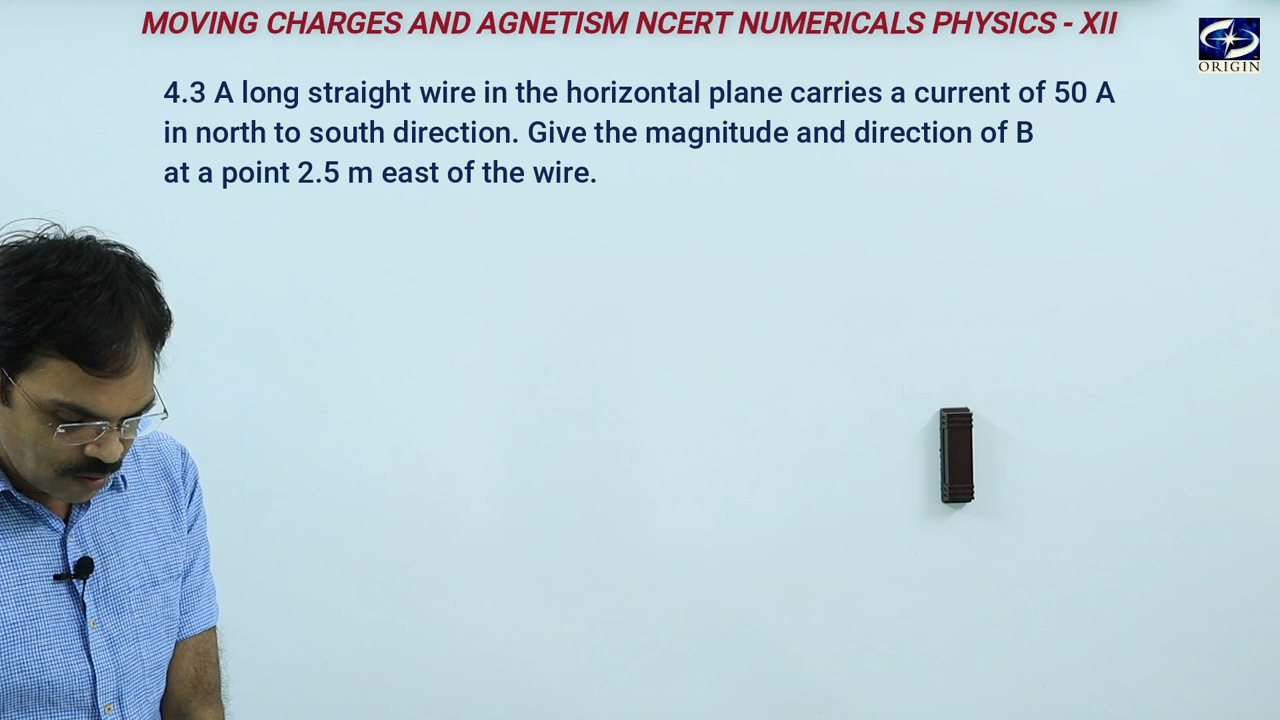 MOVING CHARGES AND AGNETISM NCERT NUMERICALS PHYSICS - XII
ORIGIN
4.3 A long straight wire in the horizontal plane carries a current of 50 A
in north to south direction. Give the magnitude and direction of B
at a point 2.5 m east of the wire.